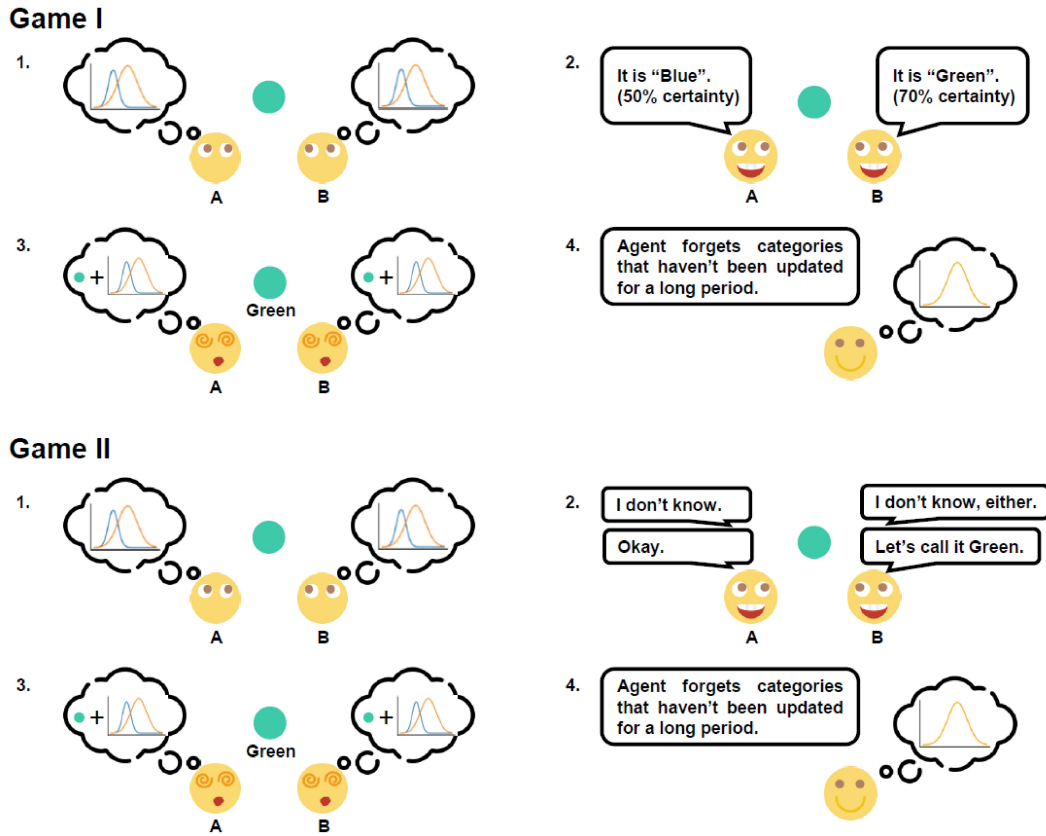 Game I
1.
A
B
2.
It is “Blue”.
(50% certainty)
It is “Green”.
(70% certainty)
A
B
3.
+
+
Green
A
B
4.
Agent forgets categories
that haven’t been updated
for a long period.
Game II
1.
A
B
2.
I don’t know.
I don’t know, either.
Okay.
Let’s call it Green.
A
B
3.
+
+
Green
A
B
4.
Agent forgets categories
that haven’t been updated
for a long period.